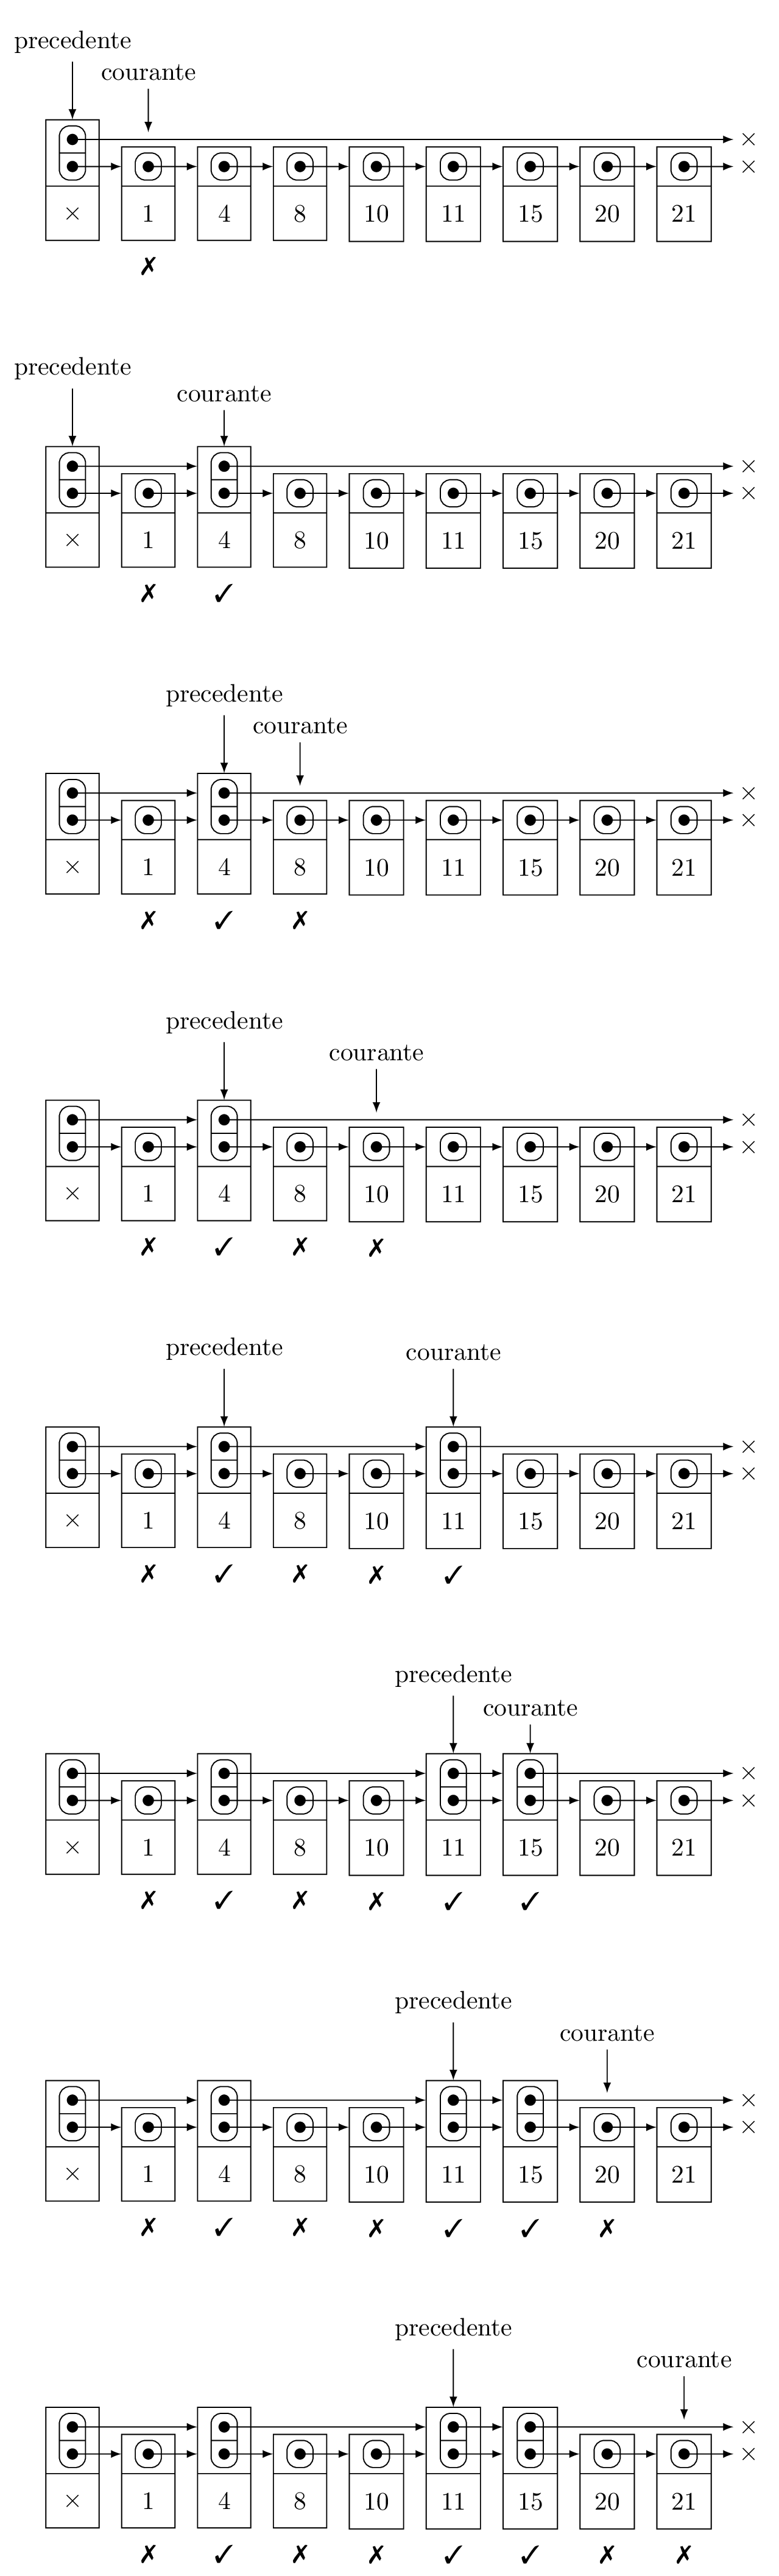 precedente
courante
×
×
× 1 4 8 10 11 15 20 21
✗
precedente
courante
×
×
× 1 4 8 10 11 15 20 21
✗ ✓
precedente
courante
×
×
× 1 4 8 10 11 15 20 21
✗ ✓ ✗
precedente
courante
×
×
× 1 4 8 10 11 15 20 21
✗ ✓ ✗ ✗
precedente courante
×
×
× 1 4 8 10 11 15 20 21
✗ ✓ ✗ ✗ ✓
precedente
courante
×
×
× 1 4 8 10 11 15 20 21
✗ ✓ ✗ ✗ ✓ ✓
precedente
courante
×
×
× 1 4 8 10 11 15 20 21
✗ ✓ ✗ ✗ ✓ ✓ ✗
precedente
courante
×
×
× 1 4 8 10 11 15 20 21
✗ ✓ ✗ ✗ ✓ ✓ ✗ ✗